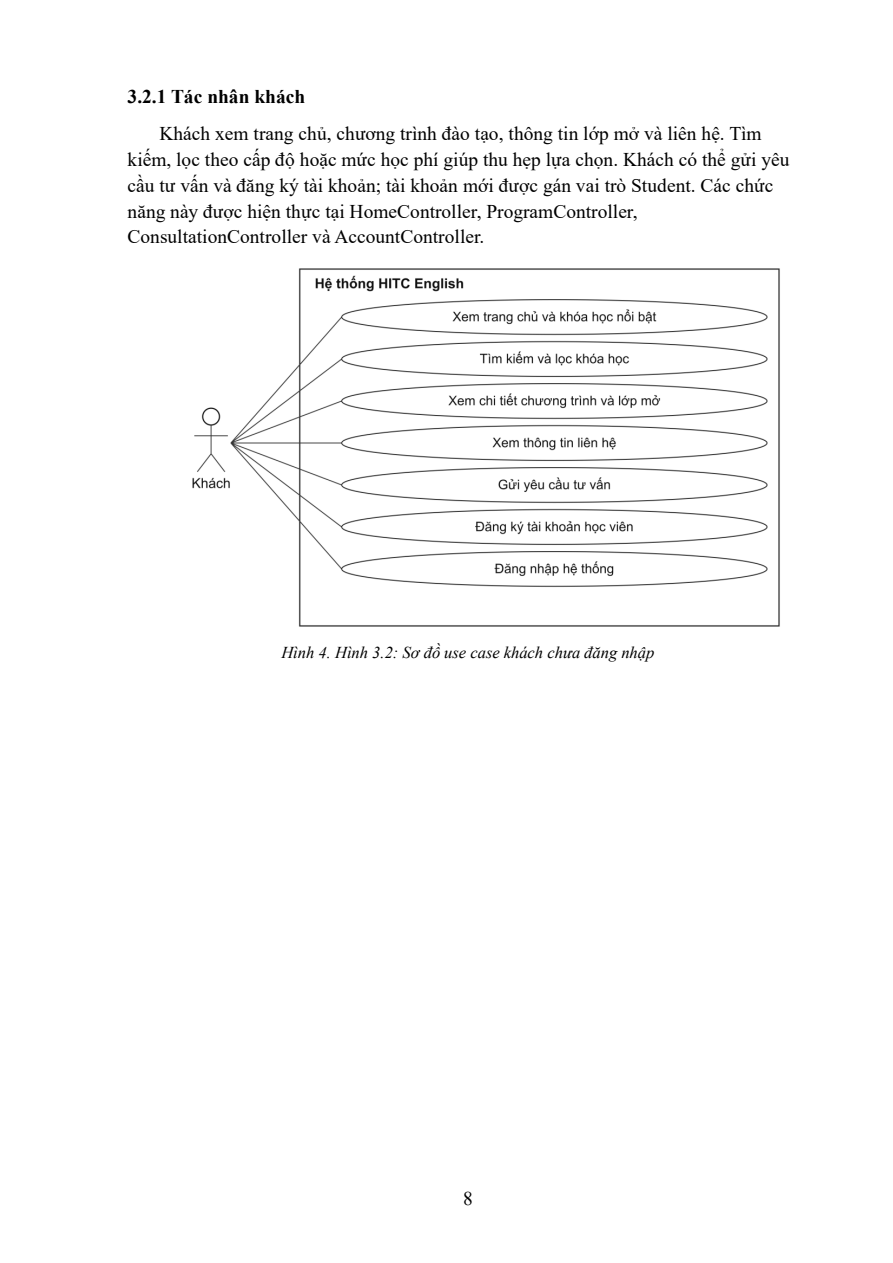 3.2.1 Tác nhân khách
Khách xem trang chủ, chương trình đào tạo, thông tin lớp mở và liên hệ. Tìm
kiếm, lọc theo cấp độ hoặc mức học phí giúp thu hẹp lựa chọn. Khách có thể gửi yêu
cầu tư vấn và đăng ký tài khoản; tài khoản mới được gán vai trò Student. Các chức
năng này được hiện thực tại HomeController, ProgramController,
ConsultationController và AccountController.
Hệ thống HITC English
Xem trang chủ và khóa học nổi bật
Tìm kiếm và lọc khóa học
Xem chi tiết chương trình và lớp mở
Xem thông tin liên hệ
Khách
Gửi yêu cầu tư vấn
Đăng ký tài khoản học viên
Đăng nhập hệ thống
Hình 4. Hình 3.2: Sơ đồ use case khách chưa đăng nhập
8